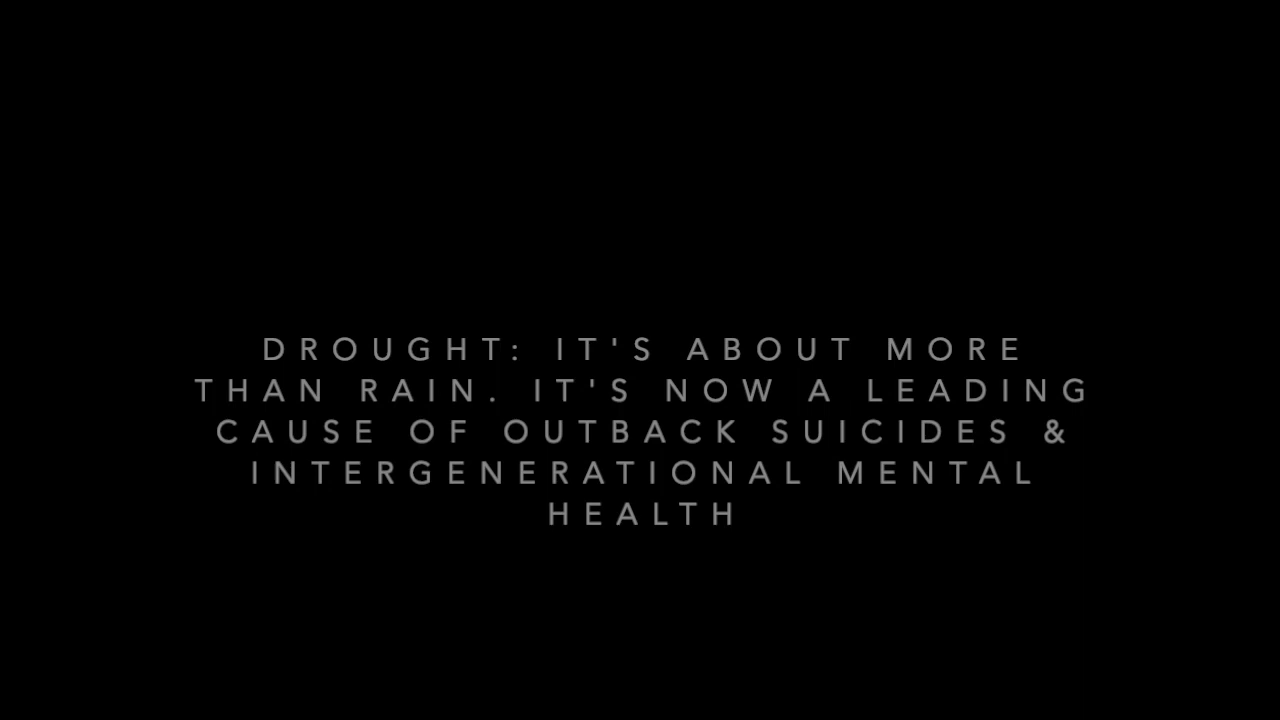 DROUGHT: IT'S ABOUT MORE
THAN RAIN. IT'S NOW A LEADING
CAUSE OF OUTBACK SUICIDES &
INTERGENERATIONAL MENTAL
HEALTH